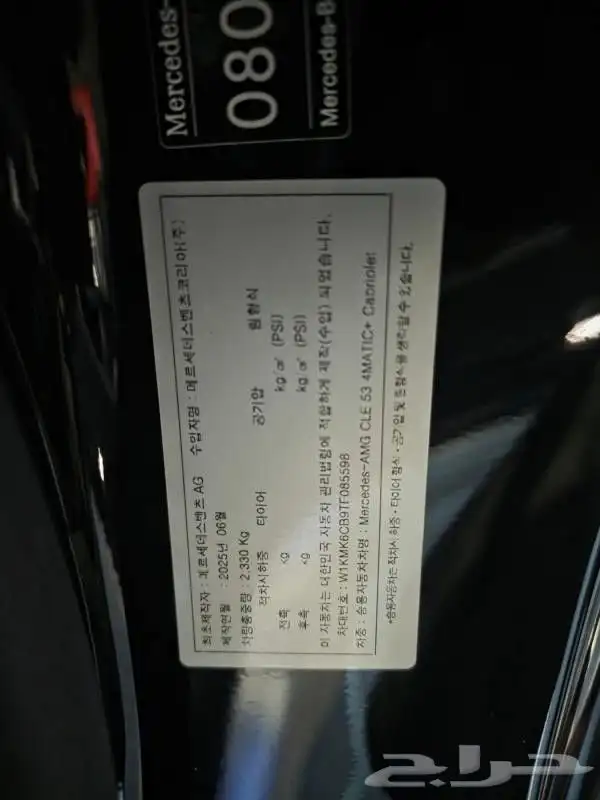 Mercedes-
080
Mercedes-B
최초제작자 : 메르세데스벤츠 AG 수입자명 : 메르세데스벤츠코리아(주)
제작연월 : 2025년 06월
차량총중량 : 2,330 Kg
적차시하중 타이어 공기압 림형식
전축 kg kg/㎠ (PSI)
후축 kg kg/㎠ (PSI)
이 자동차는 대한민국 자동차 관리법령에 적합하게 제작(수입) 되었습니다.
차대번호 : W1KMK6CB9TF085598
차종 : 승용자동차 차명 : Mercedes-AMG CLE 53 4MATIC+ Cabriolet
*승용자동차는 적차시 하중 · 타이어 형식 · 공기압 및 림형식을 생략할 수 있습니다.
حراج